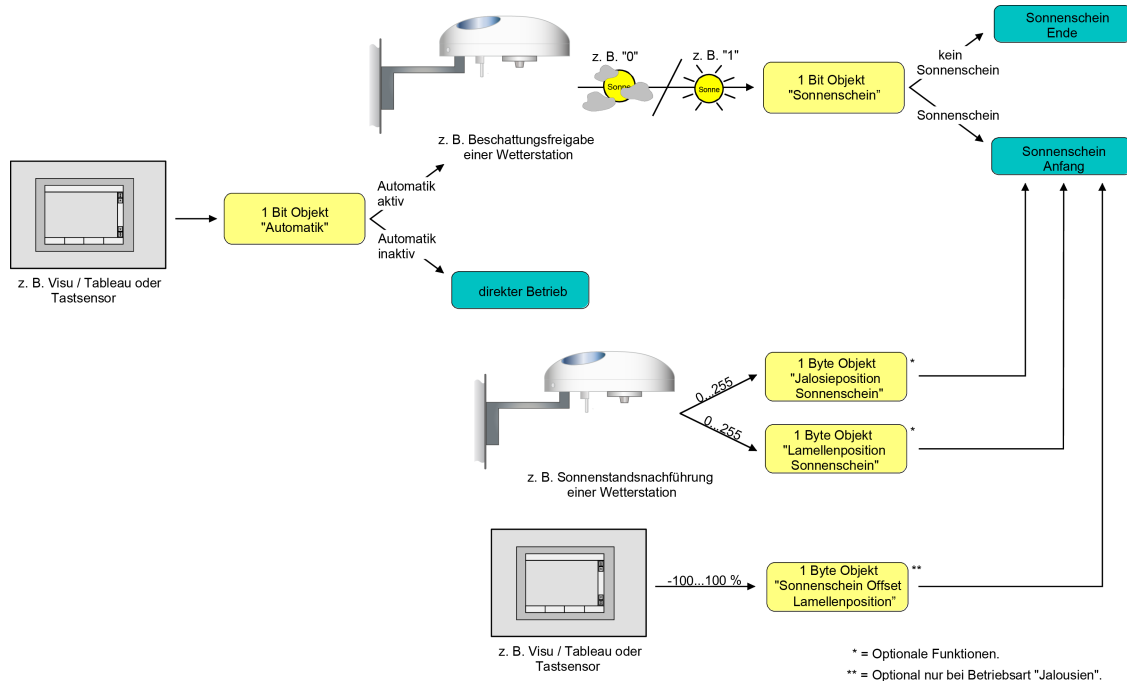 Sonnenschein
Ende
kein
Sonnenschein
z. B. "0"
z. B. "1"
Sonne
Sonne
1 Bit Objekt
"Sonnenschein"
Sonnenschein
Sonnenschein
Anfang
z. B. Beschattungsfreigabe
einer Wetterstation
Automatik
aktiv
1 Bit Objekt
"Automatik"
Automatik
inaktiv
z. B. Visu / Tableau oder
Tastsensor
direkter Betrieb
0...255
1 Byte Objekt
"Jalosieposition
Sonnenschein"
*
0...255
1 Byte Objekt
"Lamellenposition
Sonnenschein"
*
z. B. Sonnenstandsnachführung
einer Wetterstation
-100...100 %
1 Byte Objekt
"Sonnenschein Offset
Lamellenposition"
**
z. B. Visu / Tableau oder
Tastsensor
* = Optionale Funktionen.
** = Optional nur bei Betriebsart "Jalousien".